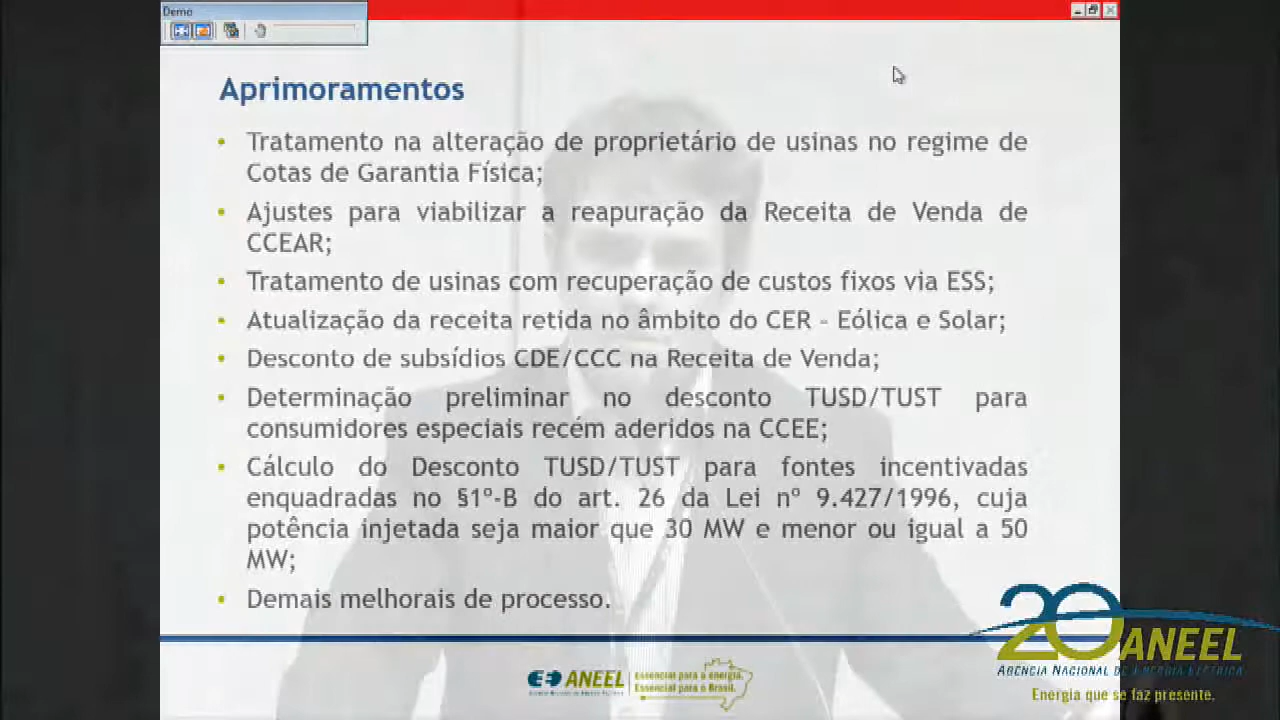 Demo
Aprimoramentos
• Tratamento na alteração de proprietário de usinas no regime de
Cotas de Garantia Física;
• Ajustes para viabilizar a reapuração da Receita de Venda de
CCEAR;
• Tratamento de usinas com recuperação de custos fixos via ESS;
• Atualização da receita retida no âmbito do CER – Eólica e Solar;
• Desconto de subsídios CDE/CCC na Receita de Venda;
• Determinação preliminar no desconto TUSD/TUST para
consumidores especiais recém aderidos na CCEE;
• Cálculo do Desconto TUSD/TUST para fontes incentivadas
enquadradas no §1º-B do art. 26 da Lei nº 9.427/1996, cuja
potência injetada seja maior que 30 MW e menor ou igual a 50
MW;
• Demais melhorais de processo.
ANEEL
Essencial para a energia.
Essencial para o Brasil.
20 ANEEL
AGÊNCIA NACIONAL DE ENERGIA ELÉTRICA
Energia que se faz presente.